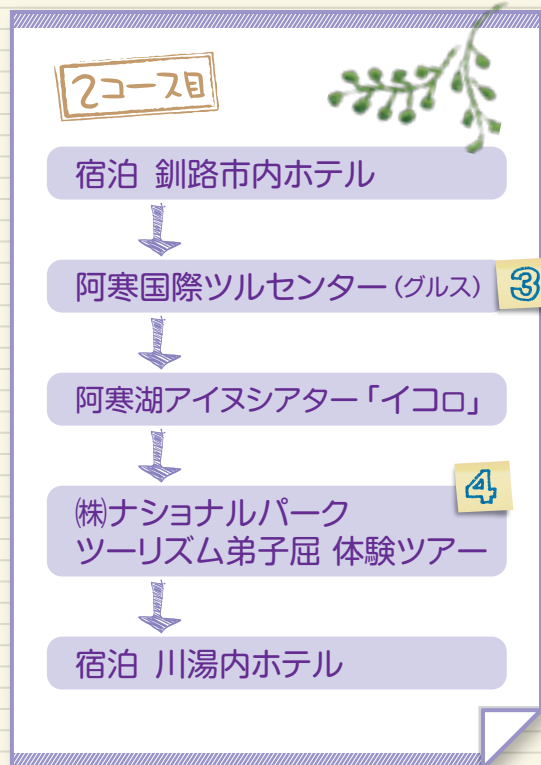 2コース目
宿泊 釧路市内ホテル
阿寒国際ツルセンター(グルス) 3
阿寒湖アイヌシアター「イコロ」
4
㈱ナショナルパーク
ツーリズム弟子屈 体験ツアー
宿泊 川湯内ホテル